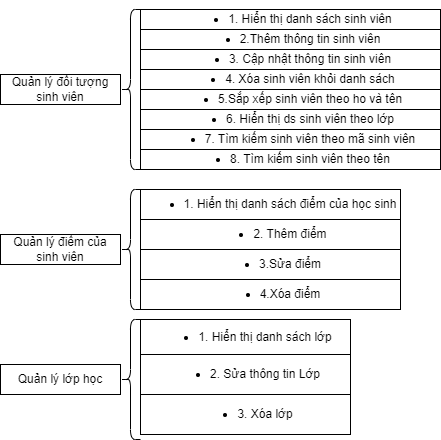 Quản lý đối tượng
sinh viên
• 1. Hiển thị danh sách sinh viên
• 2.Thêm thông tin sinh viên
• 3. Cập nhật thông tin sinh viên
• 4. Xóa sinh viên khỏi danh sách
• 5.Sắp xếp sinh viên theo ho và tên
• 6. Hiển thị ds sinh viên theo lớp
• 7. Tìm kiếm sinh viên theo mã sinh viên
• 8. Tìm kiếm sinh viên theo tên
Quản lý điểm của
sinh viên
• 1. Hiển thị danh sách điểm của học sinh
• 2. Thêm điểm
• 3.Sửa điểm
• 4.Xóa điểm
Quản lý lớp học
• 1. Hiển thị danh sách lớp
• 2. Sửa thông tin Lớp
• 3. Xóa lớp